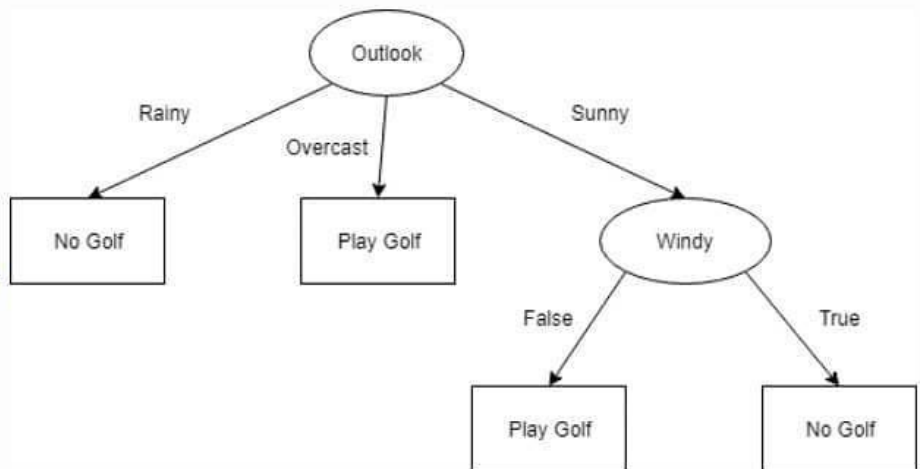 Outlook
Rainy
Overcast
Sunny
No Golf
Play Golf
Windy
False
True
Play Golf
No Golf